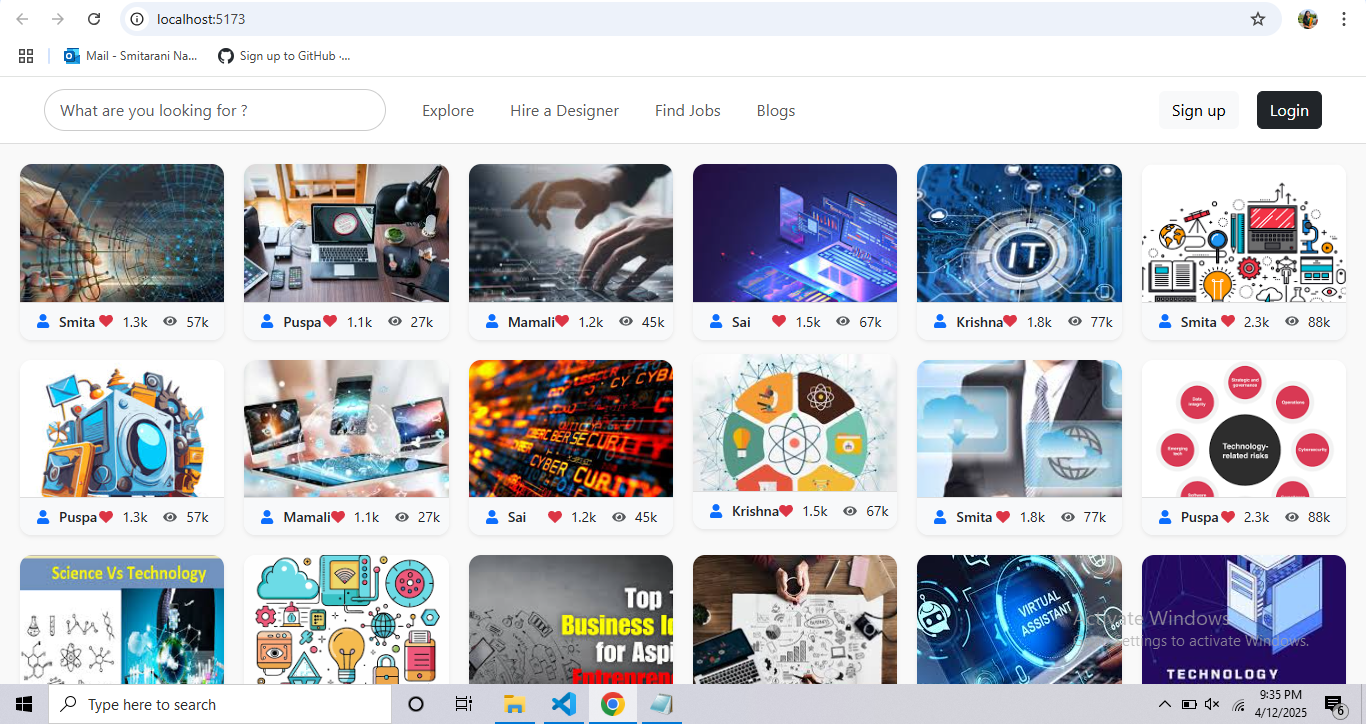 localhost:5173
Mail - Smitarani Na...
Sign up to GitHub ·...
What are you looking for ?
Explore
Hire a Designer
Find Jobs
Blogs
Sign up
Login
IT
Smita 1.3k 57k
Puspa 1.1k 27k
Mamali 1.2k 45k
Sai 1.5k 67k
Krishna 1.8k 77k
Smita 2.3k 88k
CYBER SECURI
CYBER CURI
Strategic and governance
Data integrity
Operations
Emerging tech
Technology-related risks
Cybersecurity
Software
Puspa 1.3k 57k
Mamali 1.1k 27k
Sai 1.2k 45k
Krishna 1.5k 67k
Smita 1.8k 77k
Puspa 2.3k 88k
Science Vs Technology
Top 1
Business Id
for Aspi
Entrepren
VIRTUAL
ASSISTANT
TECHNOLOGY
Activate Windows
Go to Settings to activate Windows.
Type here to search
9:35 PM
4/12/2025
6